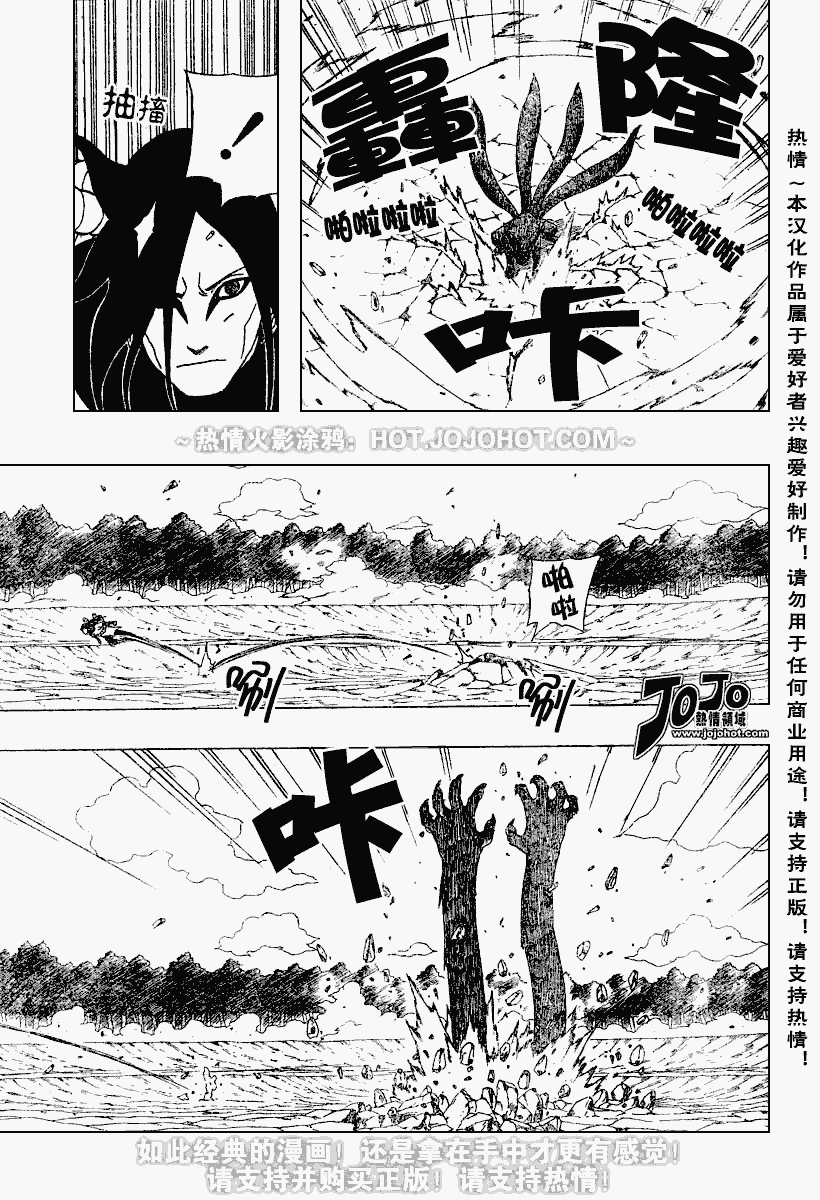 轰隆
啪啦啦啦
啪啦啦啦
咔
！
抽搐
~热情火影涂鸦：HOT.JOJOHOT.COM~
啪啦
剐
剐
JOJO
热情領域
www.jojohot.com
咔
热情~本汉化作品属于爱好者兴趣爱好制作！请勿用于任何商业用途！请支持正版！请支持热情！
如此经典的漫画！还是拿在手中才更有感觉！
请支持并购买正版！请支持热情！